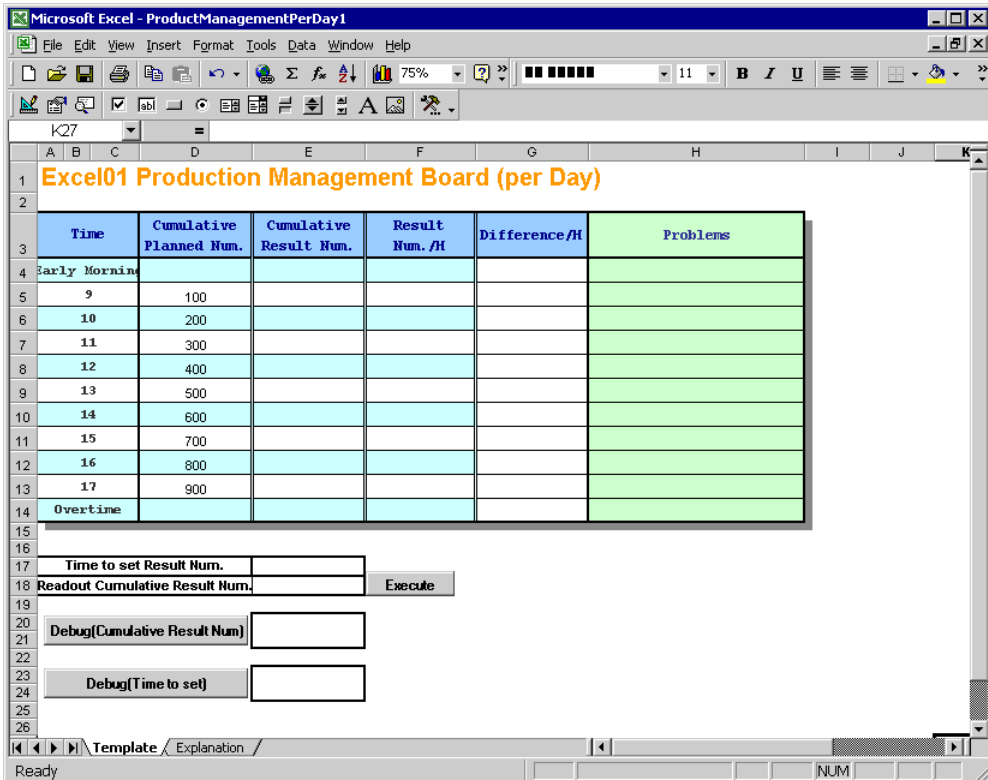 Microsoft Excel - ProductManagementPerDay1
File Edit View Insert Format Tools Data Window Help
75% 11 B I U
K27 =
A B C D E F G H I J K
1 Excel01 Production Management Board (per Day)
2
3 Time Cumulative Planned Num. Cumulative Result Num. Result Num./H Difference/H Problems
4 Early Morning
5 9 100
6 10 200
7 11 300
8 12 400
9 13 500
10 14 600
11 15 700
12 16 800
13 17 900
14 Overtime
15
16
17 Time to set Result Num.
18 Readout Cumulative Result Num. Execute
19
20 Debug(Cumulative Result Num)
21
22
23 Debug(Time to set)
24
25
26
Template Explanation
Ready NUM